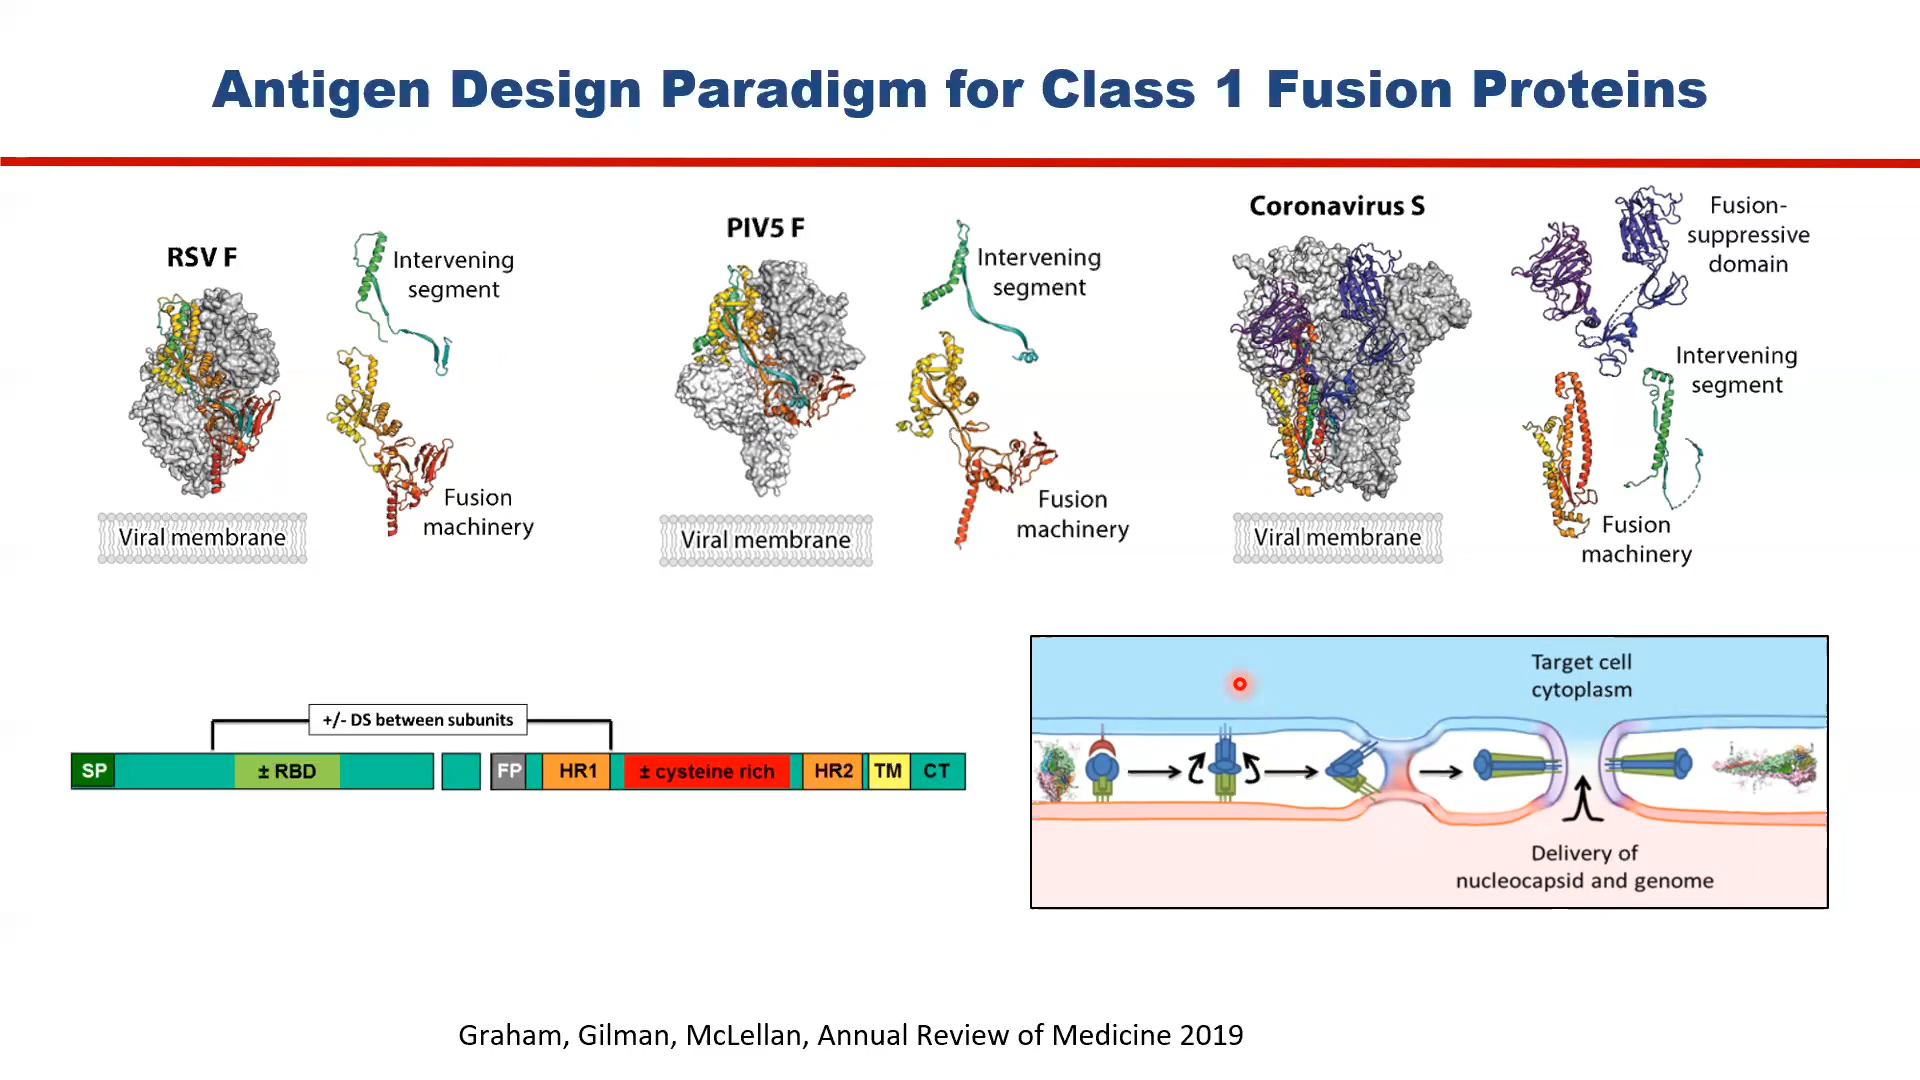 Antigen Design Paradigm for Class 1 Fusion Proteins
RSV F
Intervening
segment
Fusion
machinery
Viral membrane
PIV5 F
Intervening
segment
Fusion
machinery
Viral membrane
Coronavirus S
Fusion-
suppressive
domain
Intervening
segment
Fusion
machinery
Viral membrane
+/- DS between subunits
SP
± RBD
FP
HR1
± cysteine rich
HR2
TM
CT
Target cell
cytoplasm
Delivery of
nucleocapsid and genome
Graham, Gilman, McLellan, Annual Review of Medicine 2019